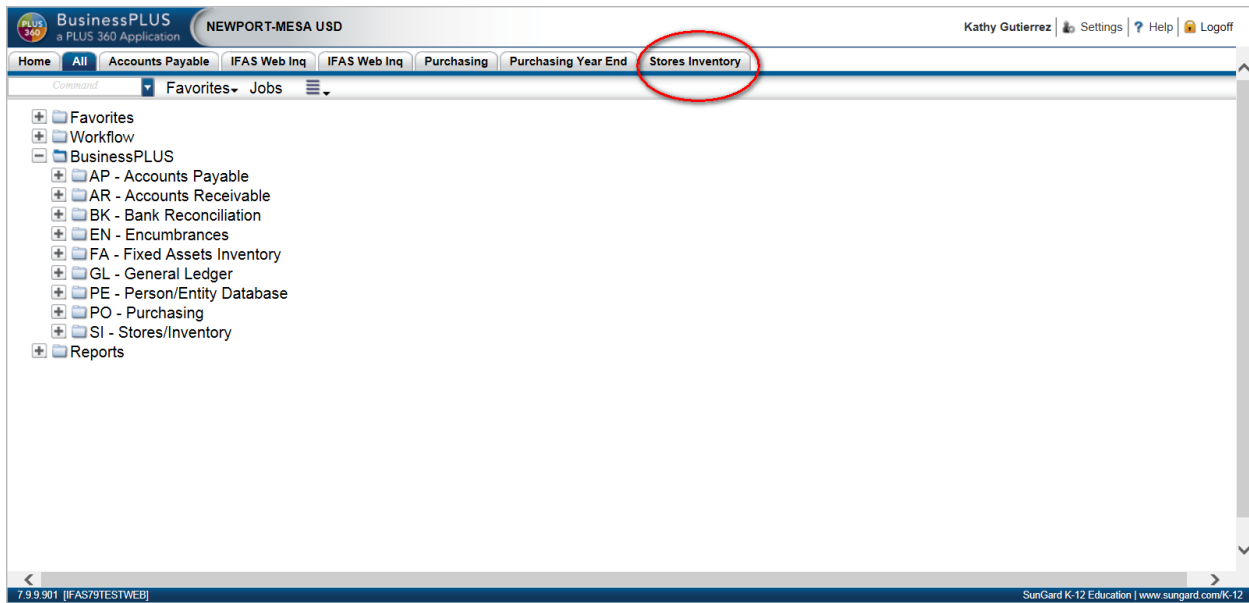 PLUS 360 BusinessPLUS NEWPORT-MESA USD Kathy Gutierrez Settings ? Help Logoff
a PLUS 360 Application
Home All Accounts Payable IFAS Web Inq IFAS Web Inq Purchasing Purchasing Year End Stores Inventory
Command Favorites Jobs
Favorites
Workflow
BusinessPLUS
AP - Accounts Payable
AR - Accounts Receivable
BK - Bank Reconciliation
EN - Encumbrances
FA - Fixed Assets Inventory
GL - General Ledger
PE - Person/Entity Database
PO - Purchasing
SI - Stores/Inventory
Reports
7.9.9.901 [IFAS79TESTWEB] SunGard K-12 Education | www.sungard.com/K-12